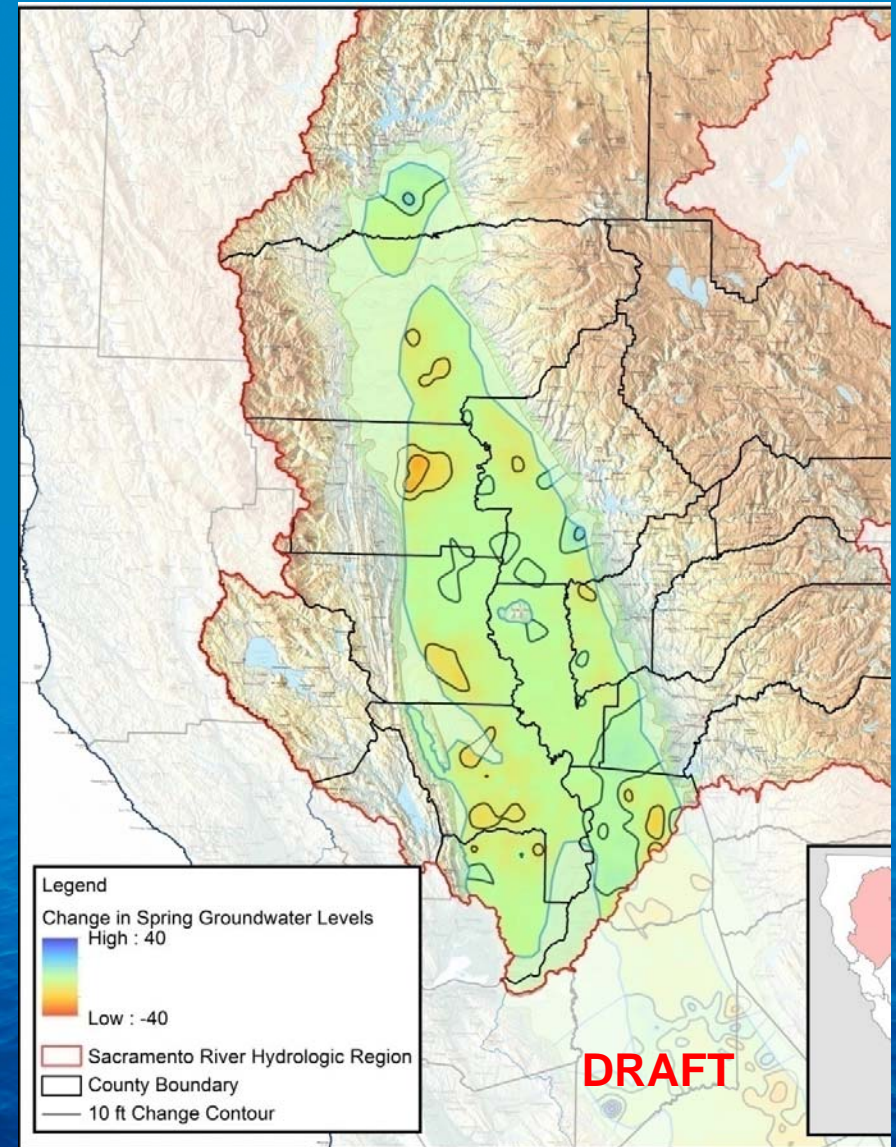 Legend
Change in Spring Groundwater Levels
High : 40
Low : -40
Sacramento River Hydrologic Region
County Boundary
10 ft Change Contour
DRAFT